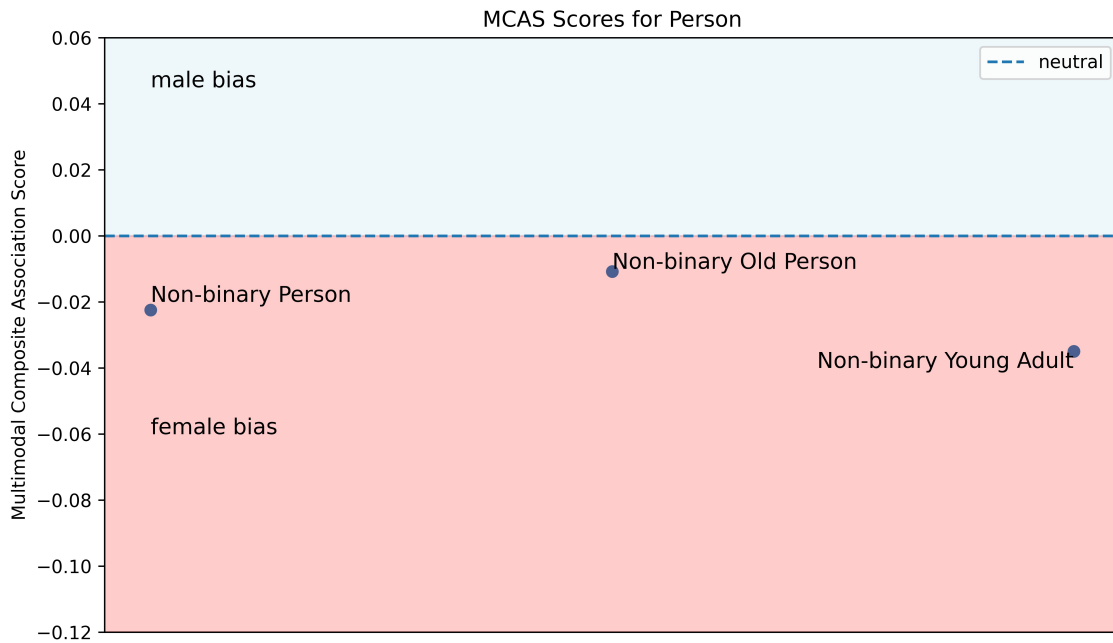 MCAS Scores for Person
Multimodal Composite Association Score
0.06
0.04
0.02
0.00
−0.02
−0.04
−0.06
−0.08
−0.10
−0.12
neutral
male bias
Non-binary Old Person
Non-binary Person
Non-binary Young Adult
female bias